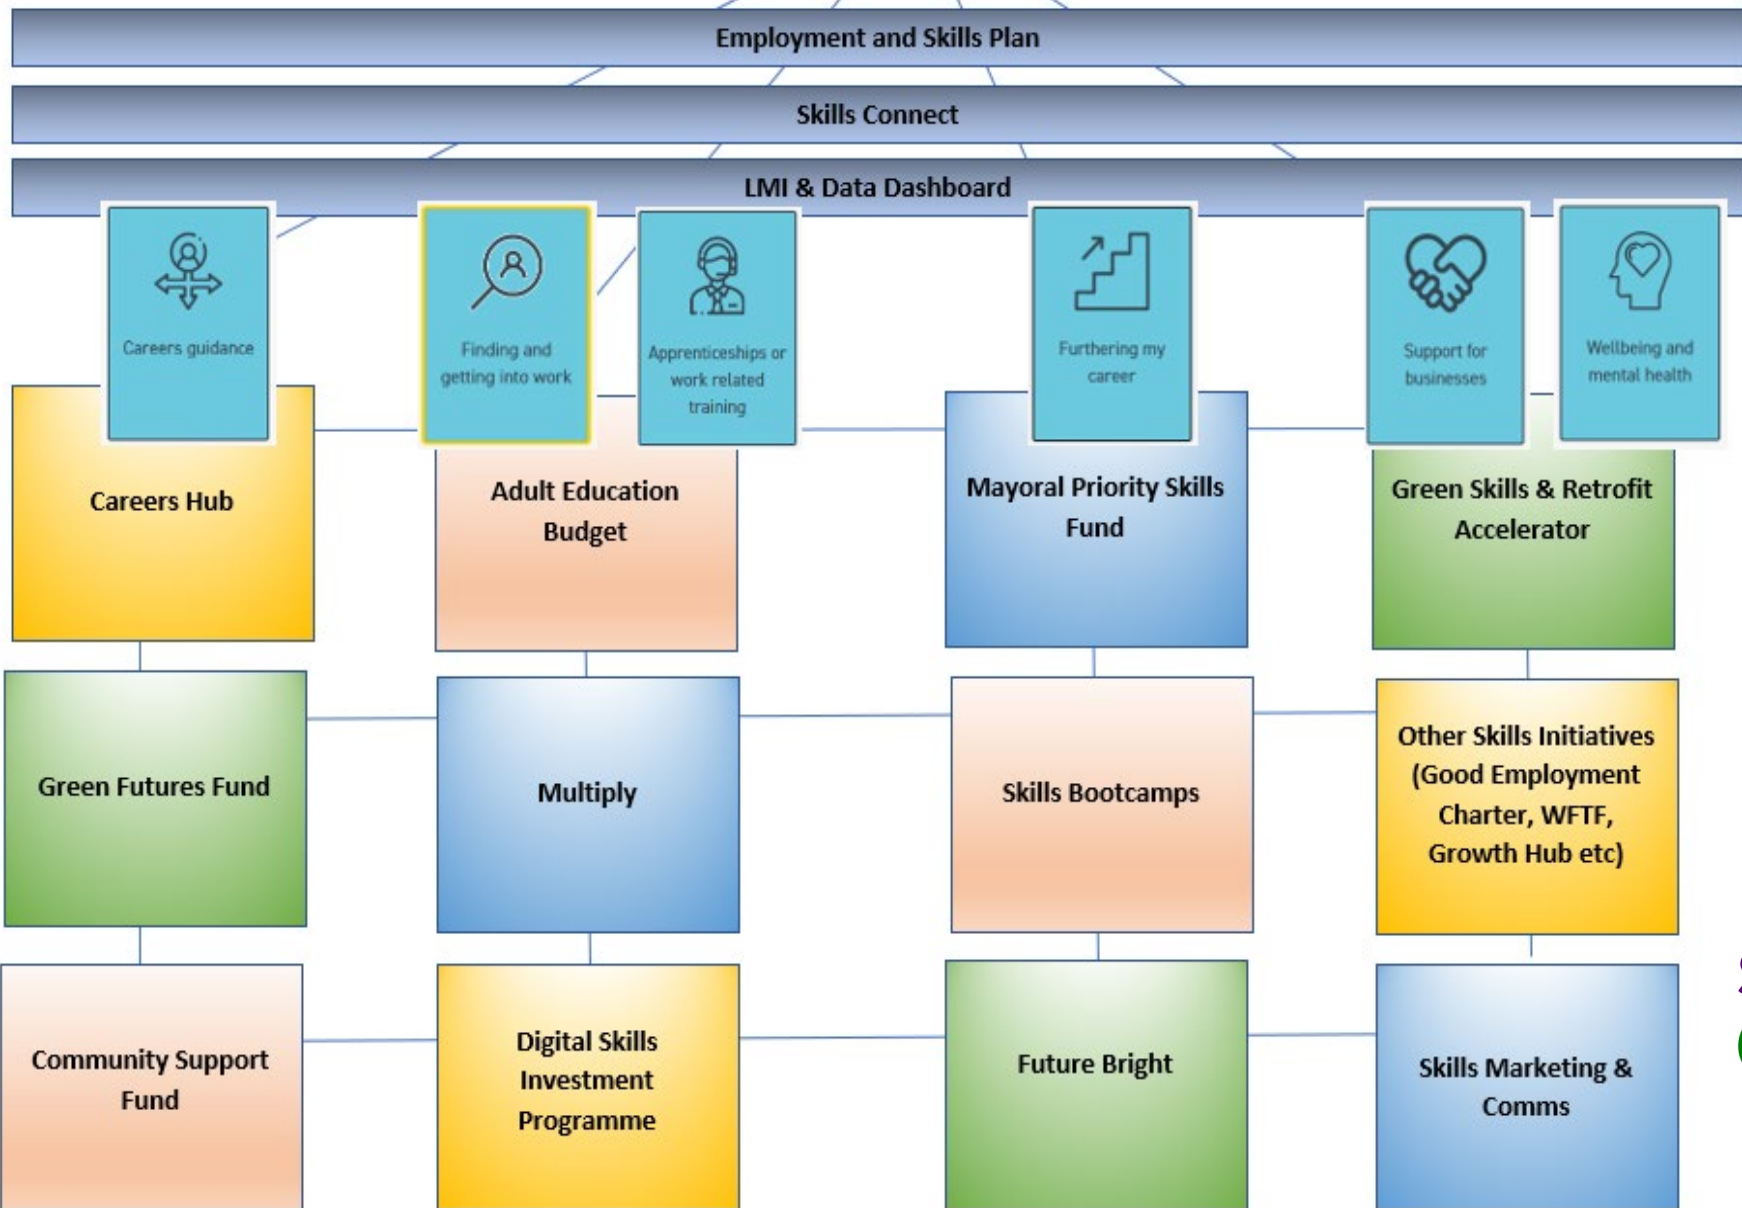 Employment and Skills Plan
Skills Connect
LMI & Data Dashboard
Careers guidance
Finding and
getting into work
Apprenticeships or
work related
training
Furthering my
career
Support for
businesses
Wellbeing and
mental health
Careers Hub
Adult Education
Budget
Mayoral Priority Skills
Fund
Green Skills & Retrofit
Accelerator
Green Futures Fund
Multiply
Skills Bootcamps
Other Skills Initiatives
(Good Employment
Charter, WFTF,
Growth Hub etc)
Community Support
Fund
Digital Skills
Investment
Programme
Future Bright
Skills Marketing &
Comms